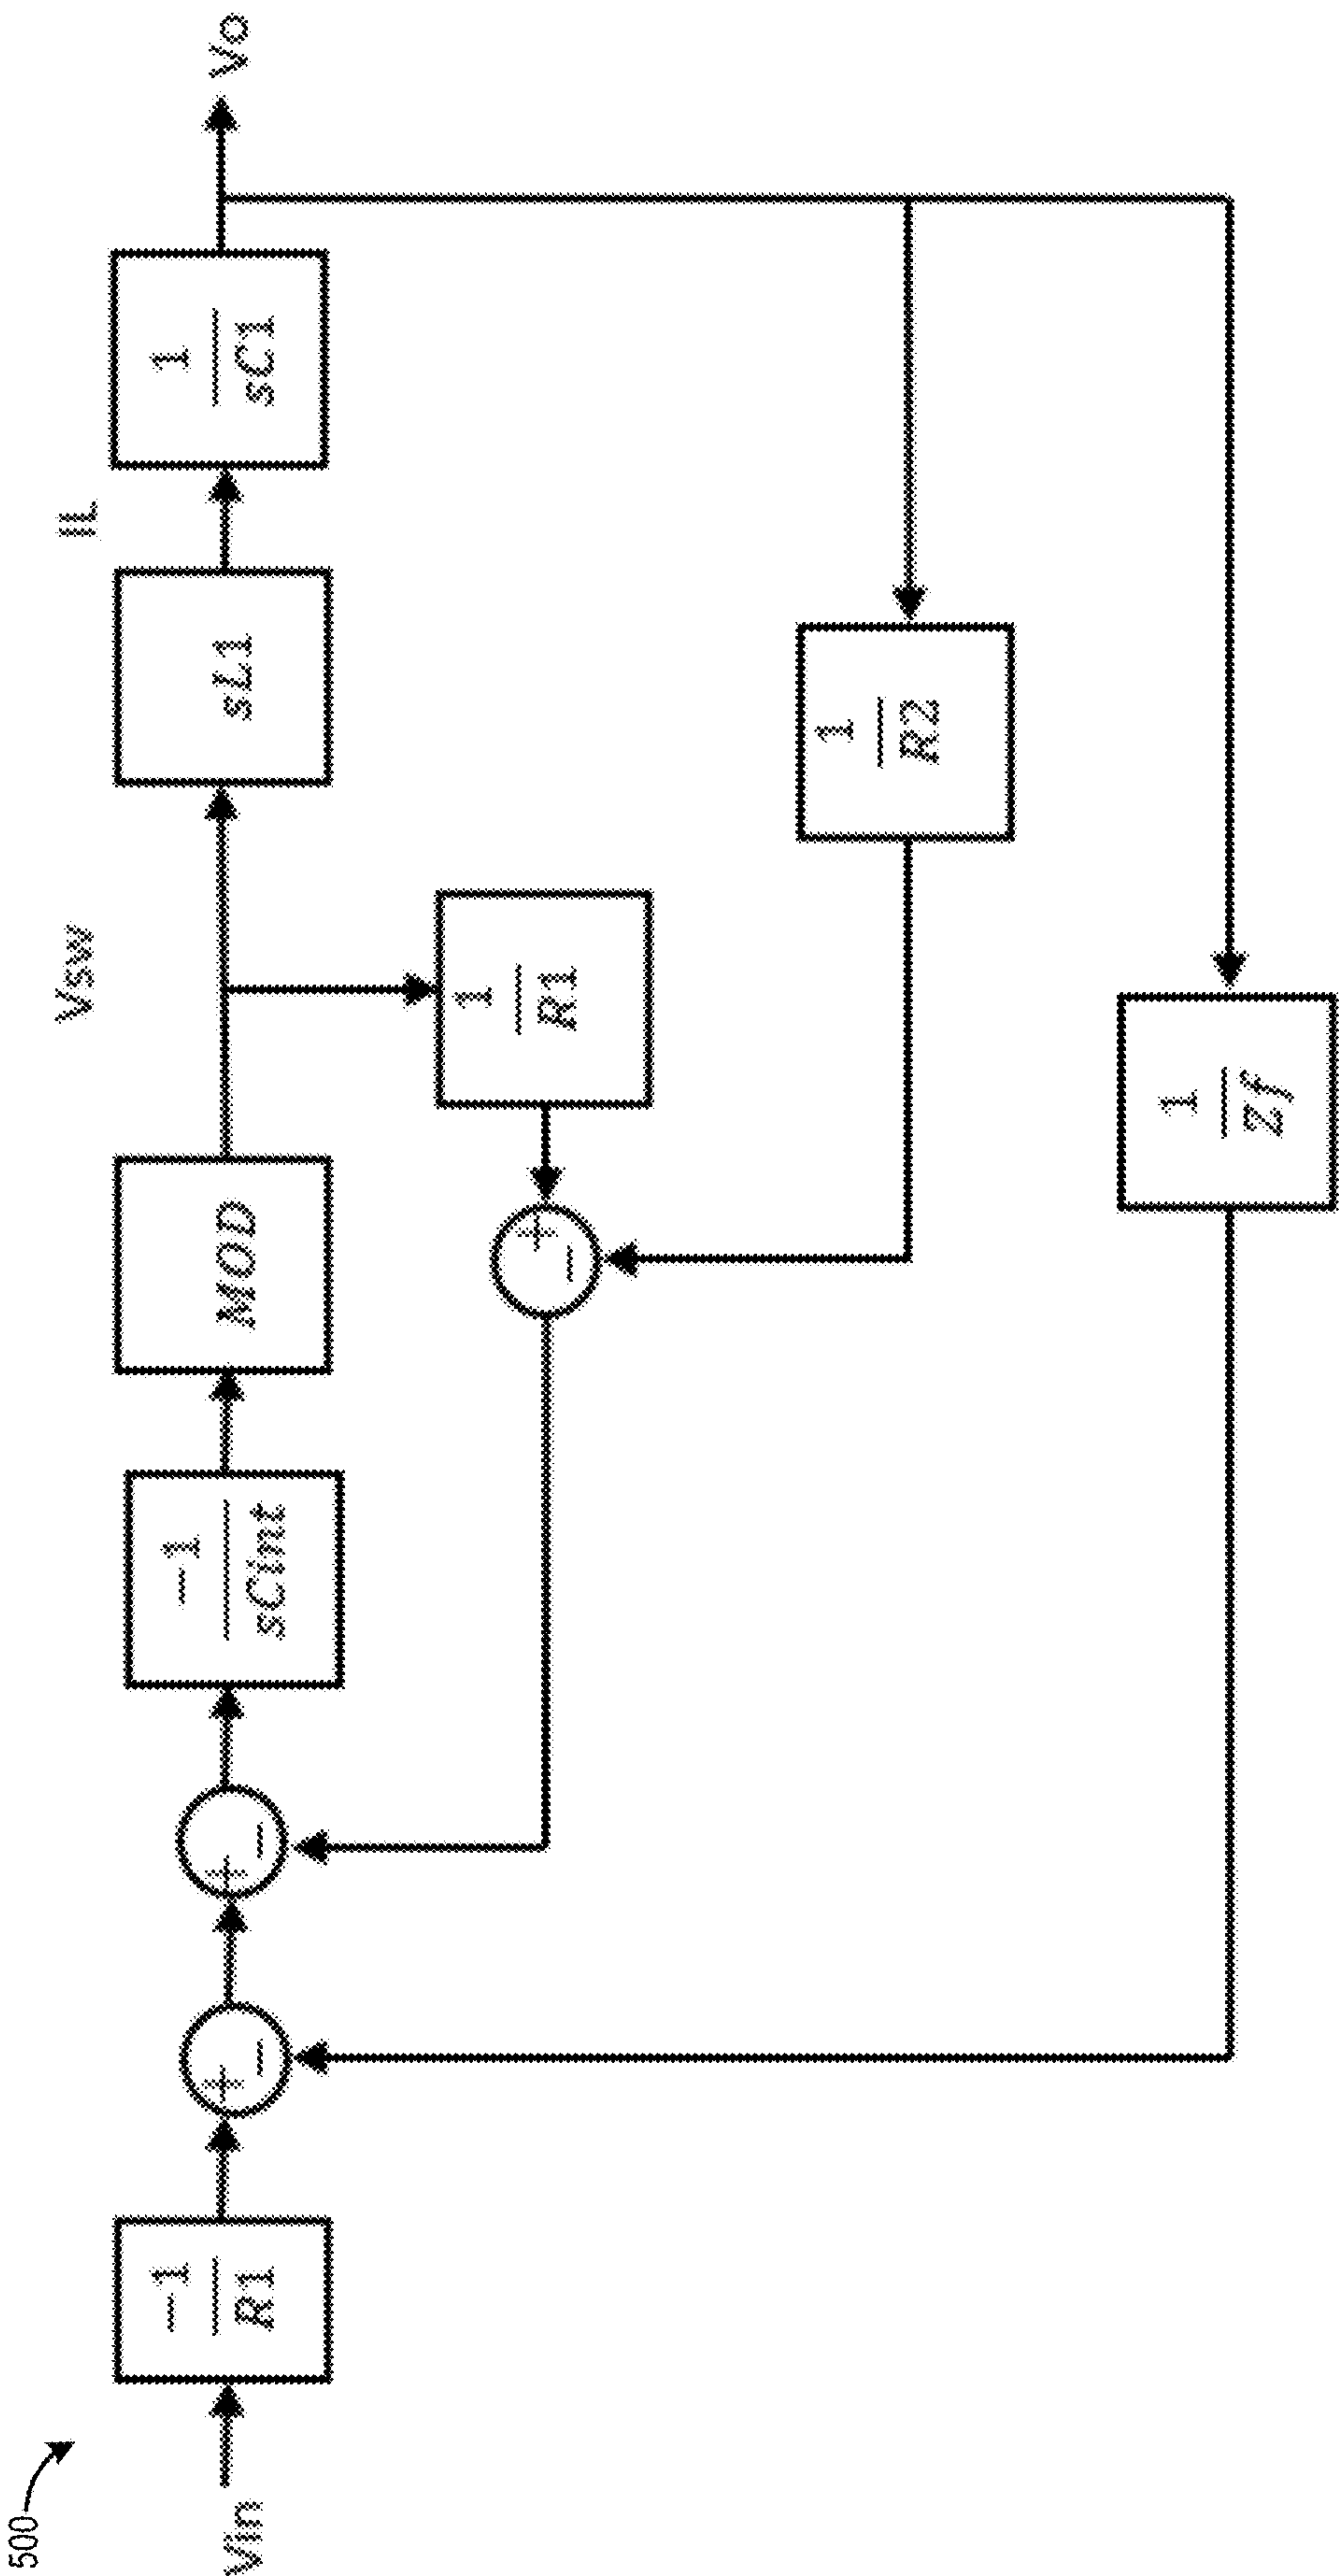 500
Vin
−1
R1
+
−
+
−
−1
sCint
MOD
Vsw
sL1
IL
1
sC1
Vo
1
R1
+
−
1
R2
1
Zf